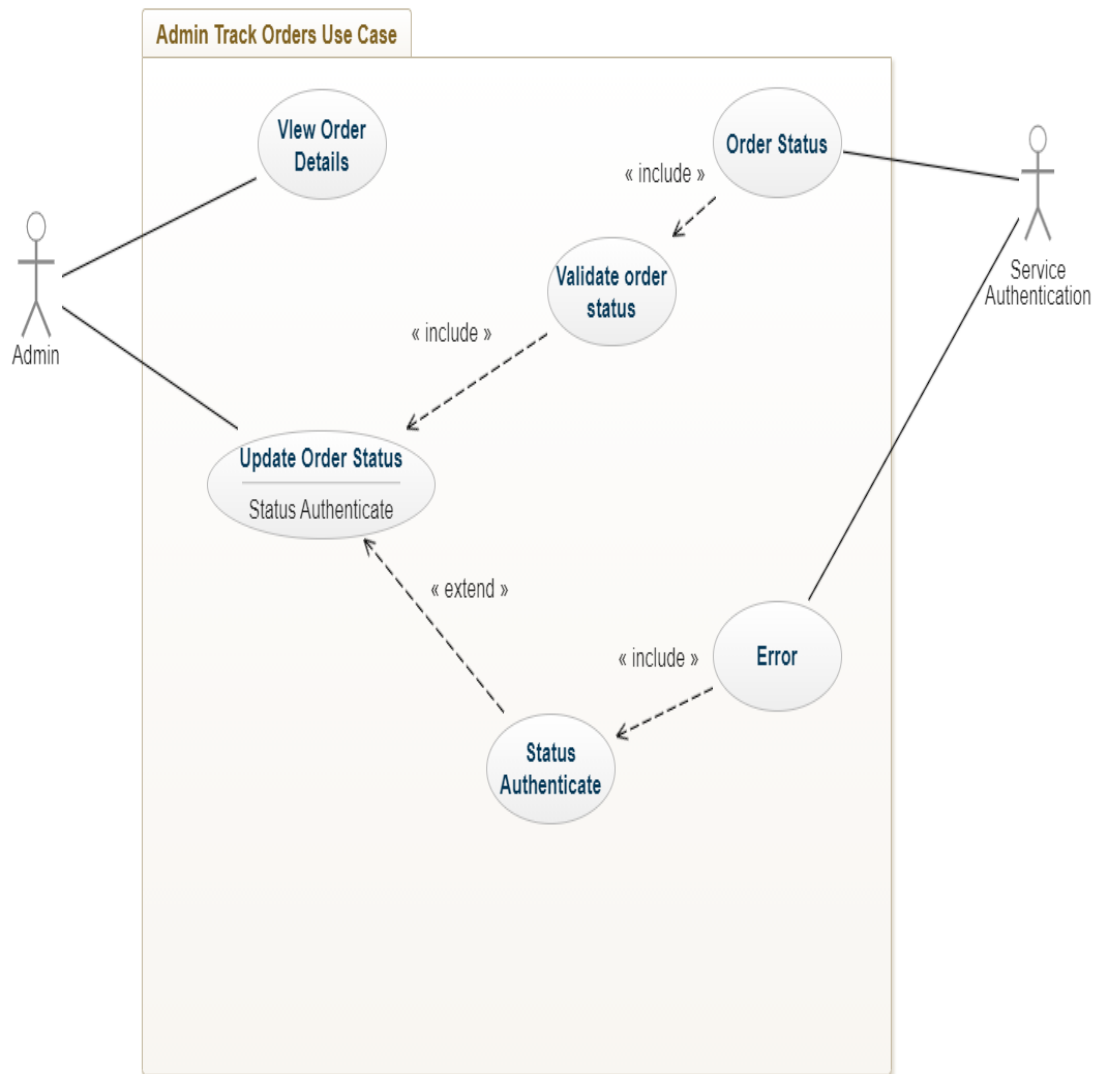 Admin Track Orders Use Case
VIew Order
Details
Order Status
« include »
Validate order
status
Service
Authentication
« include »
Admin
Update Order Status
Status Authenticate
« extend »
« include »
Error
Status
Authenticate